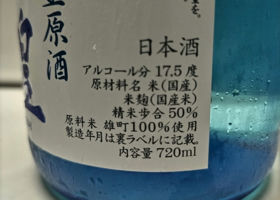 を。
生原酒
日本酒
アルコール分 17.5 度
原材料名 米(国産)
米麹(国産米)
精米歩合 50%
原料米 雄町100%使用
製造年月は裏ラベルに記載。
内容量 720ml